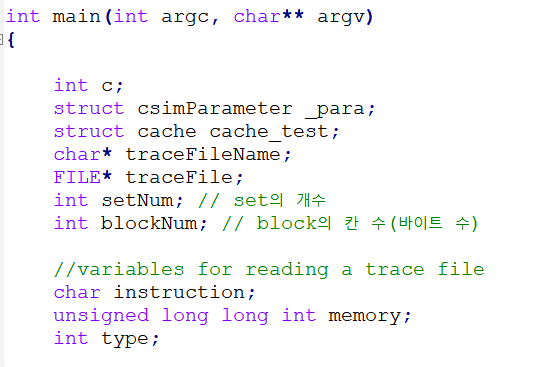 int main(int argc, char** argv)
{
int c;
struct csimParameter _para;
struct cache cache_test;
char* traceFileName;
FILE* traceFile;
int setNum; // set의 개수
int blockNum; // block의 칸 수(바이트 수)
//variables for reading a trace file
char instruction;
unsigned long long int memory;
int type;